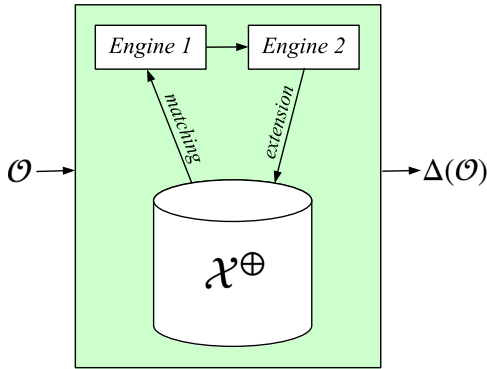 Engine 1
Engine 2
matching
extension
𝒪
Δ(𝒪)
𝒳⊕